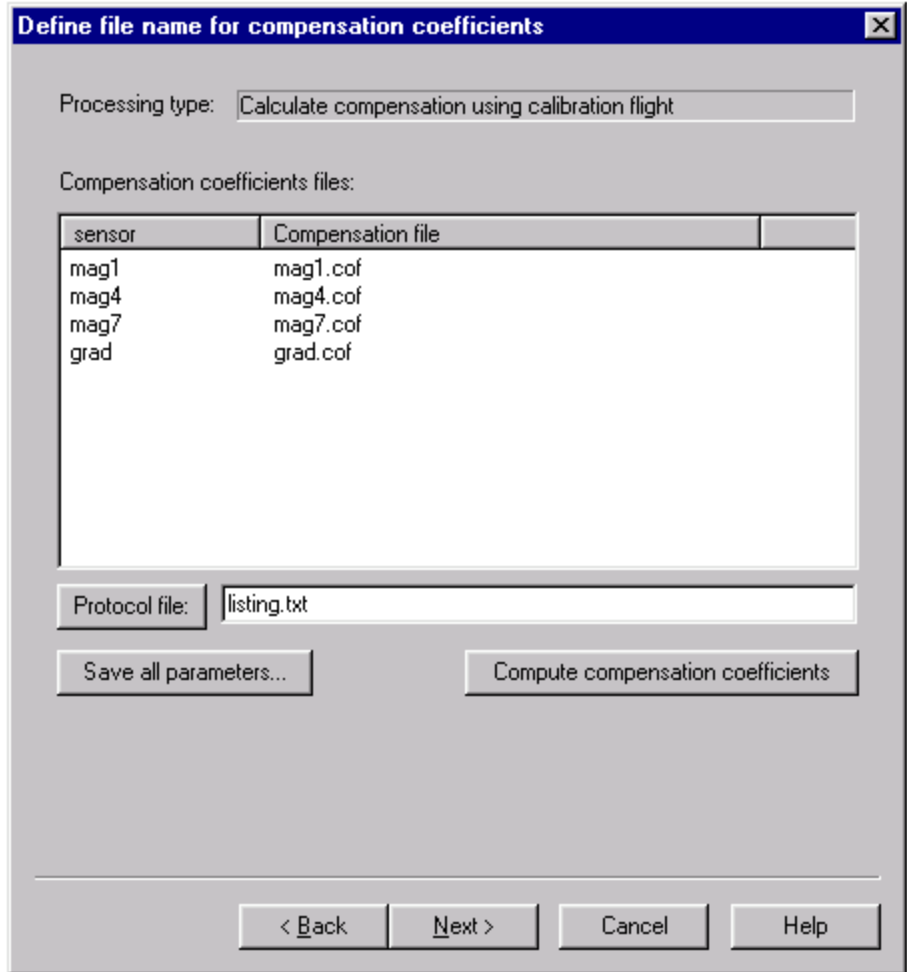 Define file name for compensation coefficients
Processing type: Calculate compensation using calibration flight
Compensation coefficients files:
sensor Compensation file
mag1 mag1.cof
mag4 mag4.cof
mag7 mag7.cof
grad grad.cof
Protocol file: listing.txt
Save all parameters... Compute compensation coefficients
< Back Next > Cancel Help